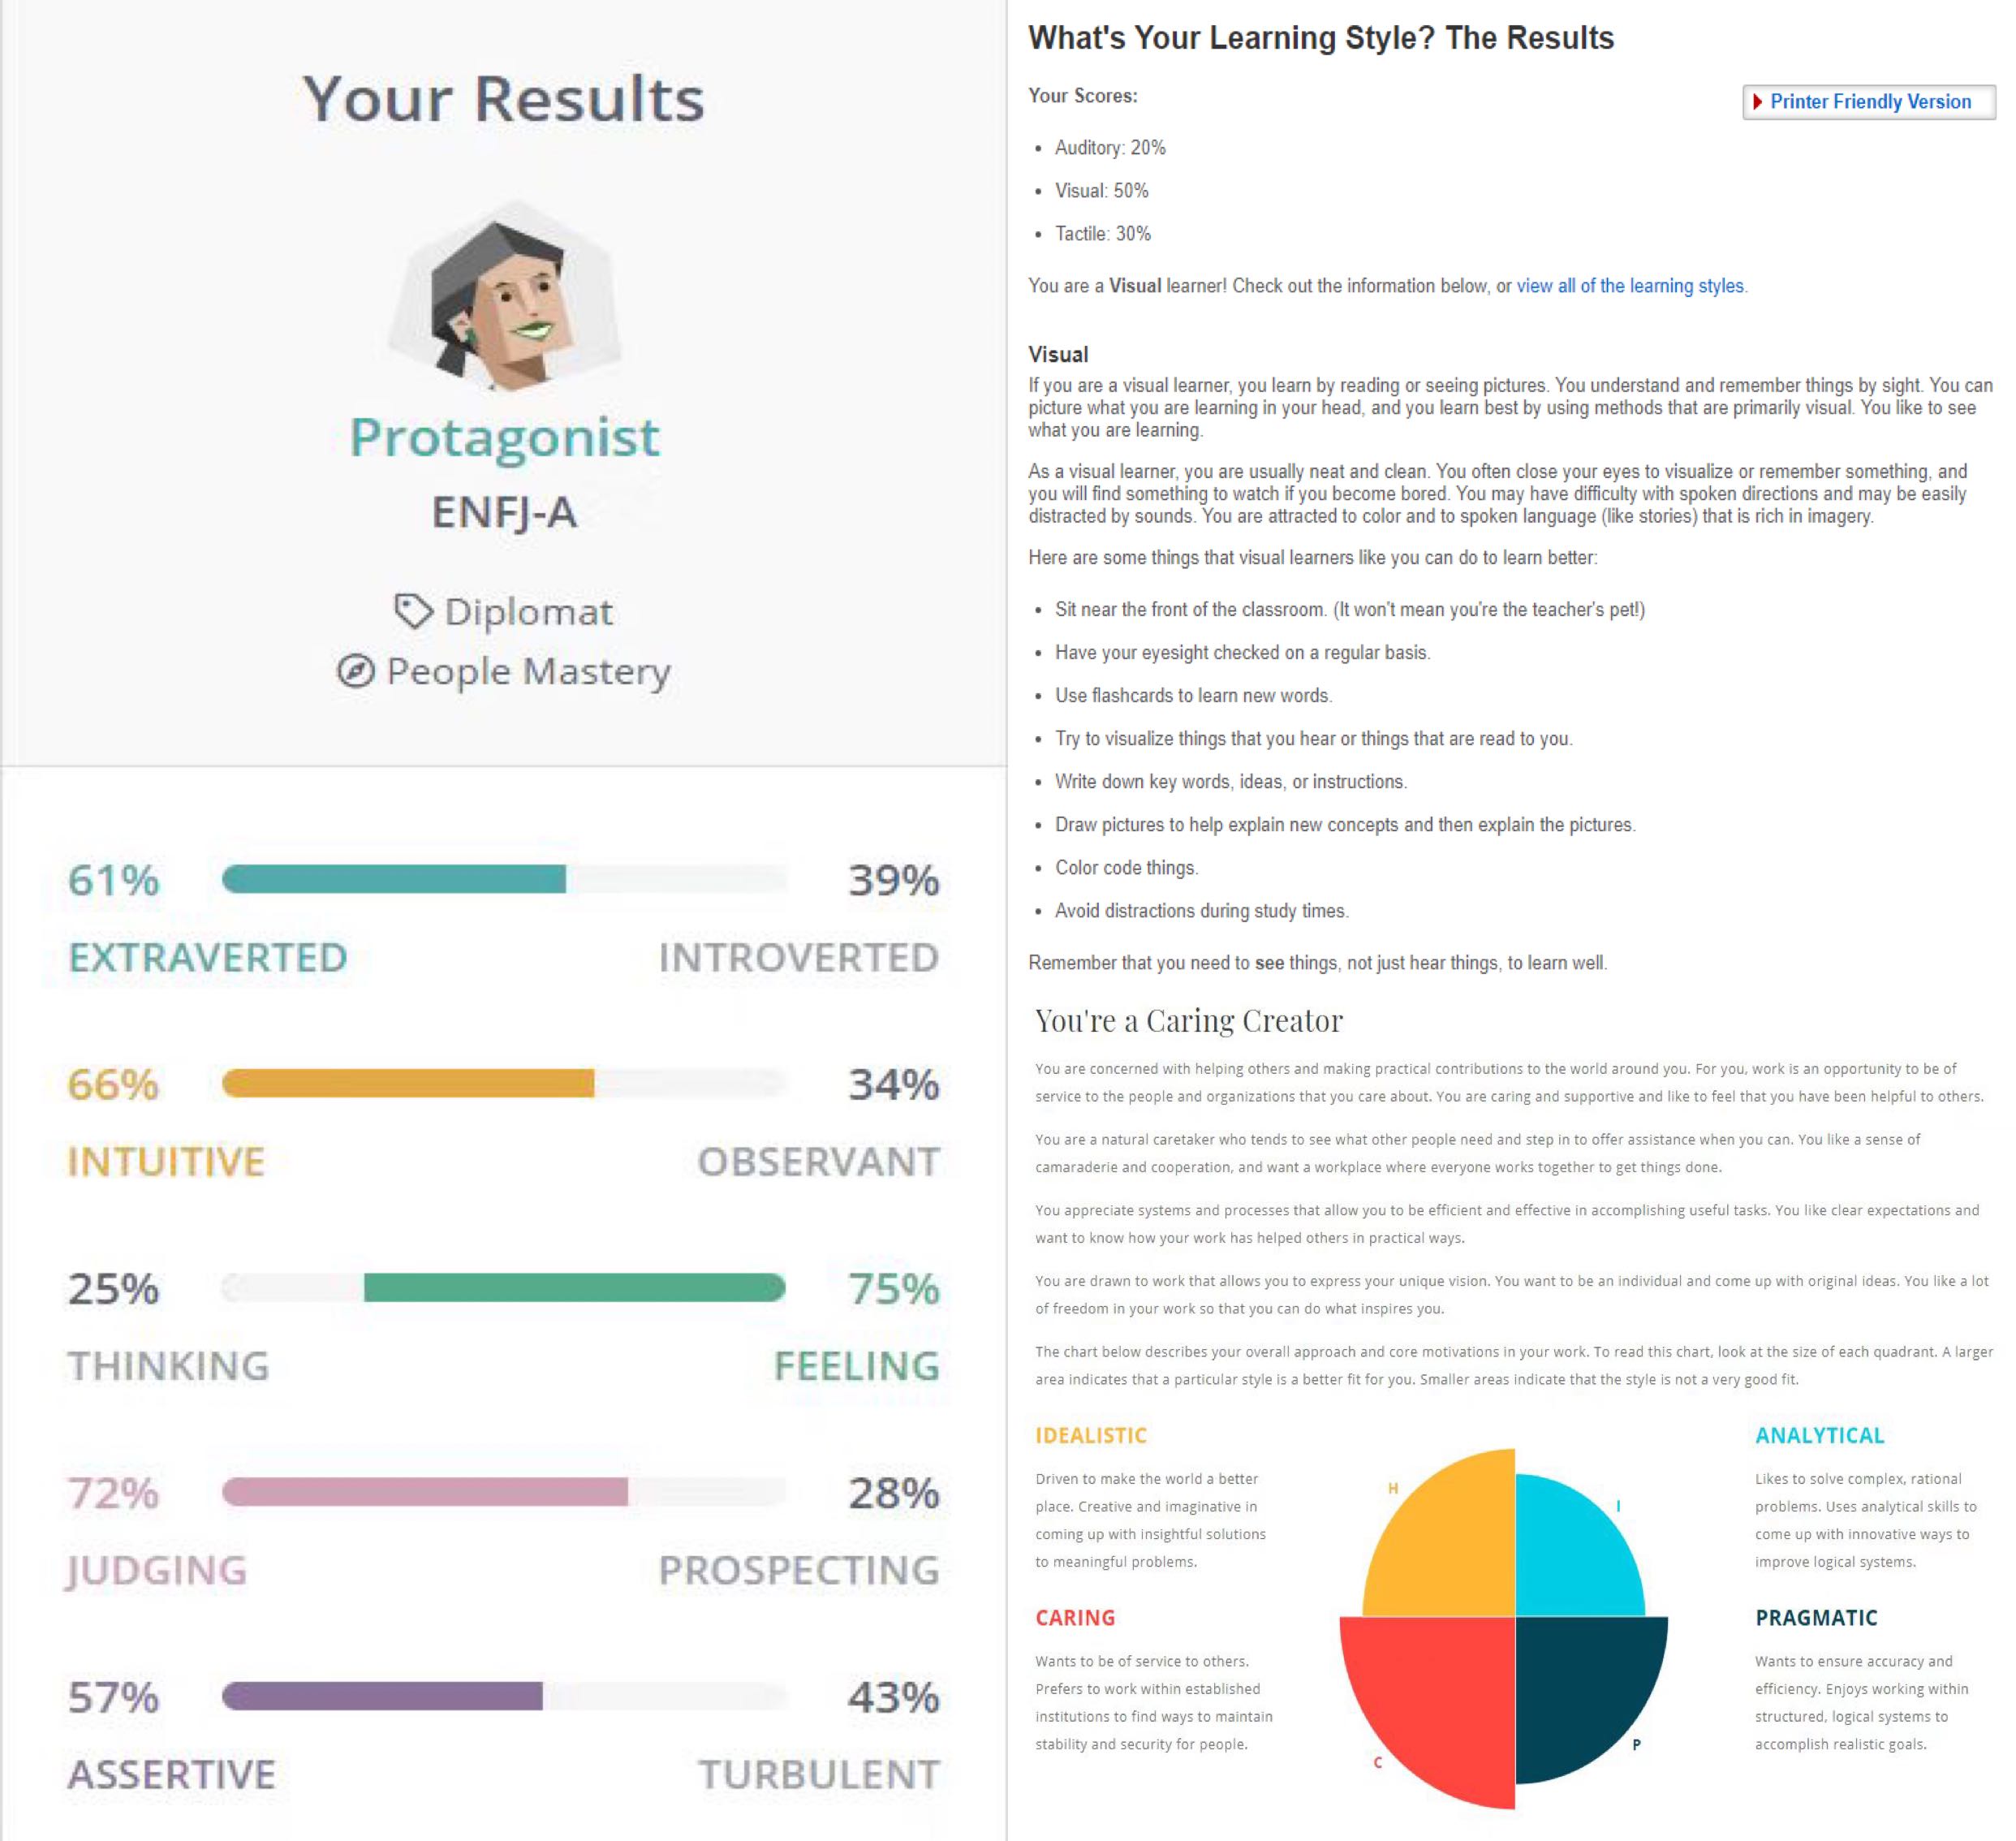 Your Results
Protagonist
ENFJ-A
Diplomat
People Mastery
61% 39%
EXTRAVERTED INTROVERTED
66% 34%
INTUITIVE OBSERVANT
25% 75%
THINKING FEELING
72% 28%
JUDGING PROSPECTING
57% 43%
ASSERTIVE TURBULENT
What's Your Learning Style? The Results
Your Scores:
Printer Friendly Version
• Auditory: 20%
• Visual: 50%
• Tactile: 30%
You are a Visual learner! Check out the information below, or view all of the learning styles.
Visual
If you are a visual learner, you learn by reading or seeing pictures. You understand and remember things by sight. You can
picture what you are learning in your head, and you learn best by using methods that are primarily visual. You like to see
what you are learning.
As a visual learner, you are usually neat and clean. You often close your eyes to visualize or remember something, and
you will find something to watch if you become bored. You may have difficulty with spoken directions and may be easily
distracted by sounds. You are attracted to color and to spoken language (like stories) that is rich in imagery.
Here are some things that visual learners like you can do to learn better:
• Sit near the front of the classroom. (It won't mean you're the teacher's pet!)
• Have your eyesight checked on a regular basis.
• Use flashcards to learn new words.
• Try to visualize things that you hear or things that are read to you.
• Write down key words, ideas, or instructions.
• Draw pictures to help explain new concepts and then explain the pictures.
• Color code things.
• Avoid distractions during study times.
Remember that you need to see things, not just hear things, to learn well.
You're a Caring Creator
You are concerned with helping others and making practical contributions to the world around you. For you, work is an opportunity to be of
service to the people and organizations that you care about. You are caring and supportive and like to feel that you have been helpful to others.
You are a natural caretaker who tends to see what other people need and step in to offer assistance when you can. You like a sense of
camaraderie and cooperation, and want a workplace where everyone works together to get things done.
You appreciate systems and processes that allow you to be efficient and effective in accomplishing useful tasks. You like clear expectations and
want to know how your work has helped others in practical ways.
You are drawn to work that allows you to express your unique vision. You want to be an individual and come up with original ideas. You like a lot
of freedom in your work so that you can do what inspires you.
The chart below describes your overall approach and core motivations in your work. To read this chart, look at the size of each quadrant. A larger
area indicates that a particular style is a better fit for you. Smaller areas indicate that the style is not a very good fit.
IDEALISTIC
Driven to make the world a better
place. Creative and imaginative in
coming up with insightful solutions
to meaningful problems.
CARING
Wants to be of service to others.
Prefers to work within established
institutions to find ways to maintain
stability and security for people.
H
I
C
P
ANALYTICAL
Likes to solve complex, rational
problems. Uses analytical skills to
come up with innovative ways to
improve logical systems.
PRAGMATIC
Wants to ensure accuracy and
efficiency. Enjoys working within
structured, logical systems to
accomplish realistic goals.